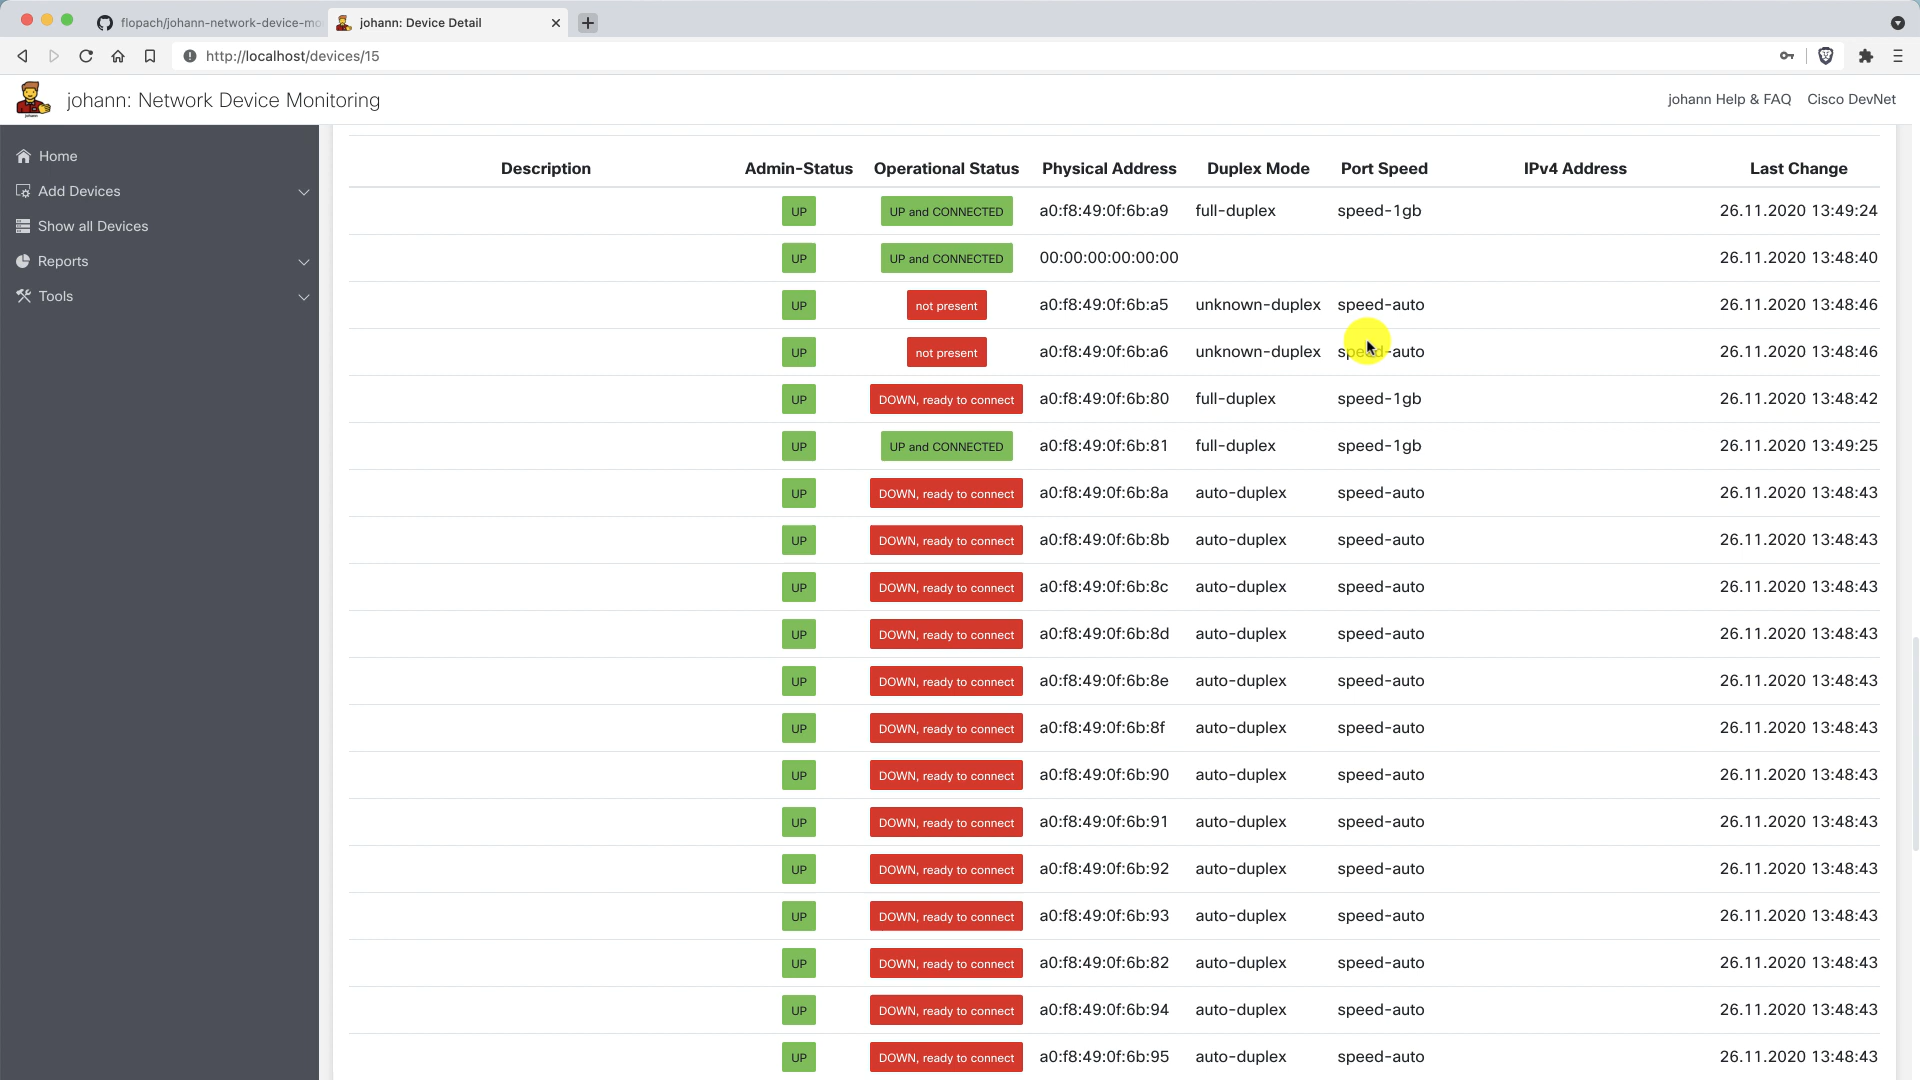 flopach/johann-network-device-mo
johann: Device Detail
http://localhost/devices/15
johann: Network Device Monitoring
johann Help & FAQ Cisco DevNet
Home
Add Devices
Show all Devices
Reports
Tools
Description Admin-Status Operational Status Physical Address Duplex Mode Port Speed IPv4 Address Last Change
UP UP and CONNECTED a0:f8:49:0f:6b:a9 full-duplex speed-1gb 26.11.2020 13:49:24
UP UP and CONNECTED 00:00:00:00:00:00 26.11.2020 13:48:40
UP not present a0:f8:49:0f:6b:a5 unknown-duplex speed-auto 26.11.2020 13:48:46
UP not present a0:f8:49:0f:6b:a6 unknown-duplex speed-auto 26.11.2020 13:48:46
UP DOWN, ready to connect a0:f8:49:0f:6b:80 full-duplex speed-1gb 26.11.2020 13:48:42
UP UP and CONNECTED a0:f8:49:0f:6b:81 full-duplex speed-1gb 26.11.2020 13:49:25
UP DOWN, ready to connect a0:f8:49:0f:6b:8a auto-duplex speed-auto 26.11.2020 13:48:43
UP DOWN, ready to connect a0:f8:49:0f:6b:8b auto-duplex speed-auto 26.11.2020 13:48:43
UP DOWN, ready to connect a0:f8:49:0f:6b:8c auto-duplex speed-auto 26.11.2020 13:48:43
UP DOWN, ready to connect a0:f8:49:0f:6b:8d auto-duplex speed-auto 26.11.2020 13:48:43
UP DOWN, ready to connect a0:f8:49:0f:6b:8e auto-duplex speed-auto 26.11.2020 13:48:43
UP DOWN, ready to connect a0:f8:49:0f:6b:8f auto-duplex speed-auto 26.11.2020 13:48:43
UP DOWN, ready to connect a0:f8:49:0f:6b:90 auto-duplex speed-auto 26.11.2020 13:48:43
UP DOWN, ready to connect a0:f8:49:0f:6b:91 auto-duplex speed-auto 26.11.2020 13:48:43
UP DOWN, ready to connect a0:f8:49:0f:6b:92 auto-duplex speed-auto 26.11.2020 13:48:43
UP DOWN, ready to connect a0:f8:49:0f:6b:93 auto-duplex speed-auto 26.11.2020 13:48:43
UP DOWN, ready to connect a0:f8:49:0f:6b:82 auto-duplex speed-auto 26.11.2020 13:48:43
UP DOWN, ready to connect a0:f8:49:0f:6b:94 auto-duplex speed-auto 26.11.2020 13:48:43
UP DOWN, ready to connect a0:f8:49:0f:6b:95 auto-duplex speed-auto 26.11.2020 13:48:43